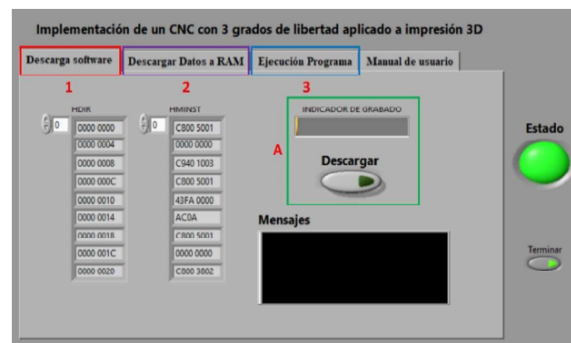 Implementación de un CNC con 3 grados de libertad aplicado a impresión 3D
Descarga software Descargar Datos a RAM Ejecución Programa Manual de usuario
1 2 3
HDIR HMINST INDICADOR DE GRABADO
0 0000 0000 0 C800 5001
0000 0004 0000 0000
0000 0008 C940 1003
0000 000C C800 5001
0000 0010 43FA 0000
0000 0014 AC0A
0000 0018 C800 5001
0000 001C 0000 0000
0000 0020 C800 3802
A
Descargar
Mensajes
Estado
Terminar